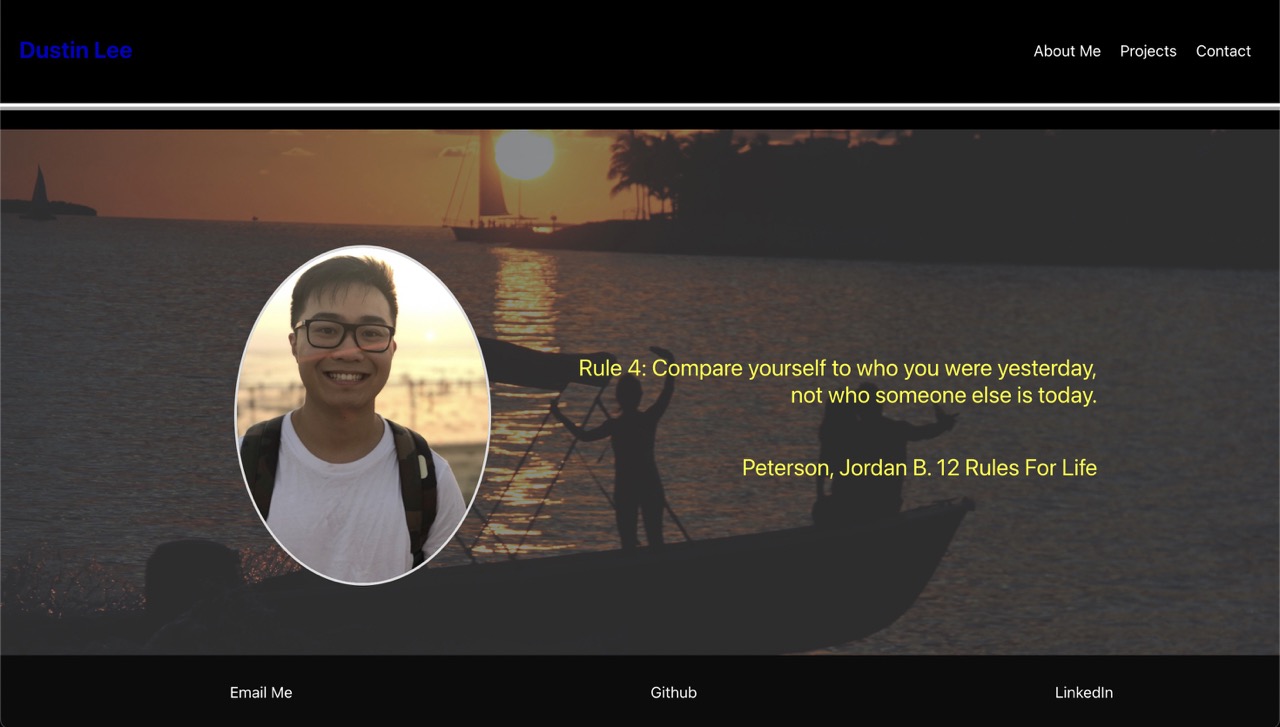 Dustin Lee
About Me
Projects
Contact
Rule 4: Compare yourself to who you were yesterday,
not who someone else is today.
Peterson, Jordan B. 12 Rules For Life
Email Me
Github
LinkedIn